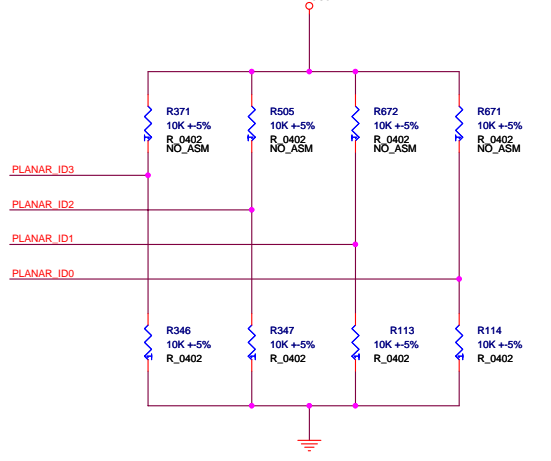 R371
10K +-5%
R_0402
NO_ASM
R505
10K +-5%
R_0402
NO_ASM
R672
10K +-5%
R_0402
NO_ASM
R671
10K +-5%
R_0402
NO_ASM
PLANAR_ID3
PLANAR_ID2
PLANAR_ID1
PLANAR_ID0
R346
10K +-5%
R_0402
R347
10K +-5%
R_0402
R113
10K +-5%
R_0402
R114
10K +-5%
R_0402